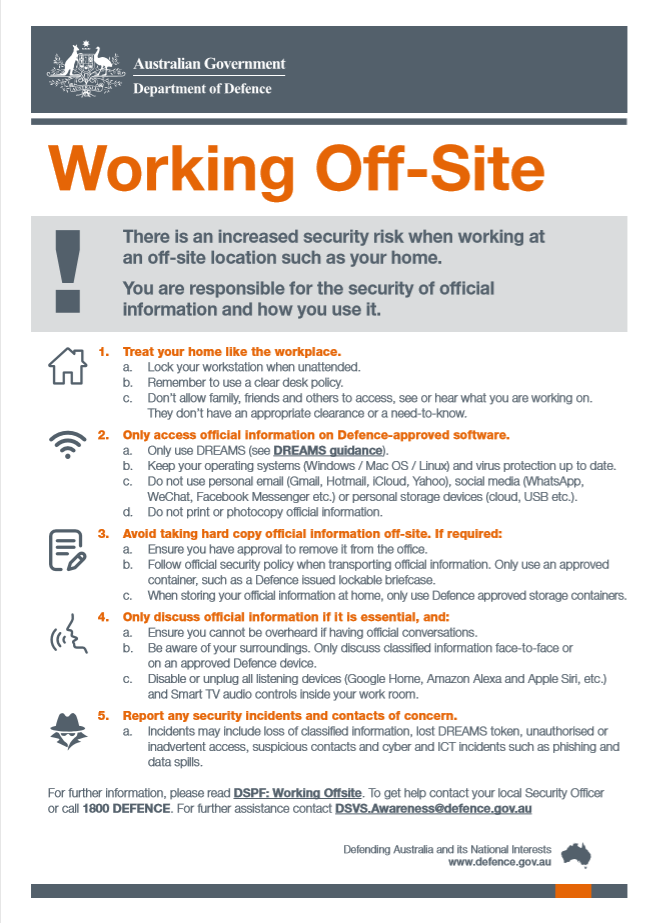 Australian Government
Department of Defence
Working Off-Site
!
There is an increased security risk when working at
an off-site location such as your home.
You are responsible for the security of official
information and how you use it.
1. Treat your home like the workplace.
a. Lock your workstation when unattended.
b. Remember to use a clear desk policy.
c. Don't allow family, friends and others to access, see or hear what you are working on.
They don't have an appropriate clearance or a need-to-know.
2. Only access official information on Defence-approved software.
a. Only use DREAMS (see DREAMS guidance).
b. Keep your operating systems (Windows / Mac OS / Linux) and virus protection up to date.
c. Do not use personal email (Gmail, Hotmail, iCloud, Yahoo), social media (WhatsApp,
WeChat, Facebook Messenger etc.) or personal storage devices (cloud, USB etc.).
d. Do not print or photocopy official information.
3. Avoid taking hard copy official information off-site. If required:
a. Ensure you have approval to remove it from the office.
b. Follow official security policy when transporting official information. Only use an approved
container, such as a Defence issued lockable briefcase.
c. When storing your official information at home, only use Defence approved storage containers.
4. Only discuss official information if it is essential, and:
a. Ensure you cannot be overheard if having official conversations.
b. Be aware of your surroundings. Only discuss classified information face-to-face or
on an approved Defence device.
c. Disable or unplug all listening devices (Google Home, Amazon Alexa and Apple Siri, etc.)
and Smart TV audio controls inside your work room.
5. Report any security incidents and contacts of concern.
a. Incidents may include loss of classified information, lost DREAMS token, unauthorised or
inadvertent access, suspicious contacts and cyber and ICT incidents such as phishing and
data spills.
For further information, please read DSPF: Working Offsite. To get help contact your local Security Officer
or call 1800 DEFENCE. For further assistance contact DSVS.Awareness@defence.gov.au
Defending Australia and its National Interests
www.defence.gov.au